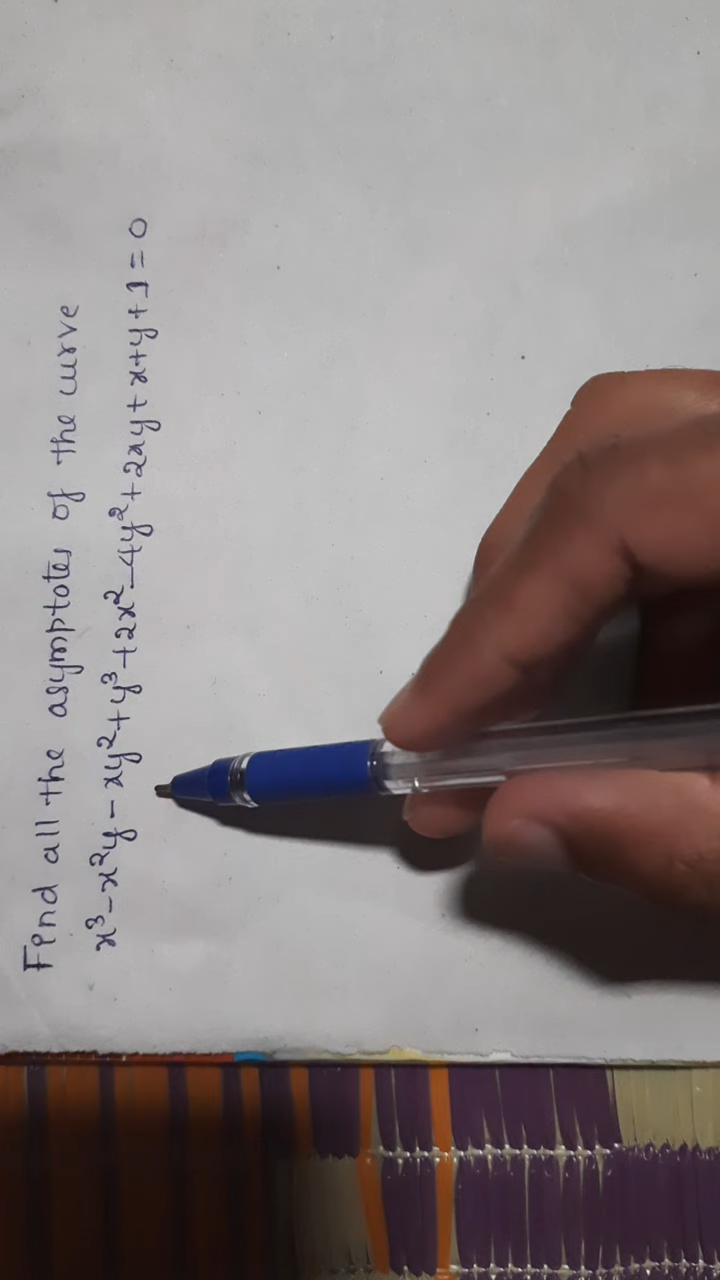 Find all the asymptotes of the curve
x³-x²y-xy²+y³+2x²-4y²+2xy+x+y+1=0